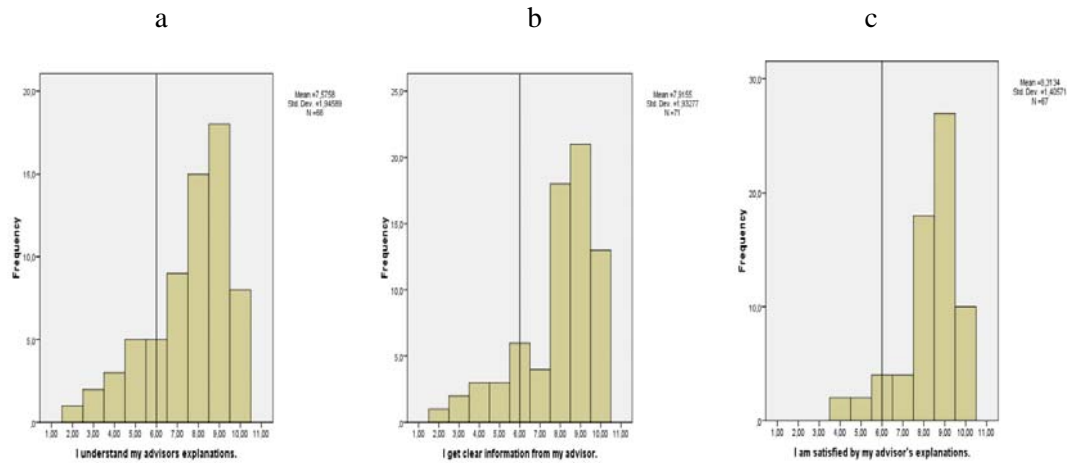 a
20,0
15,0
10,0
5,0
,0
Frequency
1,00 2,00 3,00 4,00 5,00 6,00 7,00 8,00 9,00 10,00 11,00
I understand my advisors explanations.
Mean =7,5758
Std. Dev. =1,94589
N =66
b
25,0
20,0
15,0
10,0
5,0
,0
Frequency
1,00 2,00 3,00 4,00 5,00 6,00 7,00 8,00 9,00 10,00 11,00
I get clear information from my advisor.
Mean =7,9155
Std. Dev. =1,93277
N =71
c
30,0
20,0
10,0
,0
Frequency
1,00 2,00 3,00 4,00 5,00 6,00 7,00 8,00 9,00 10,00 11,00
I am satisfied by my advisor's explanations.
Mean =8,3134
Std. Dev. =1,40571
N =67